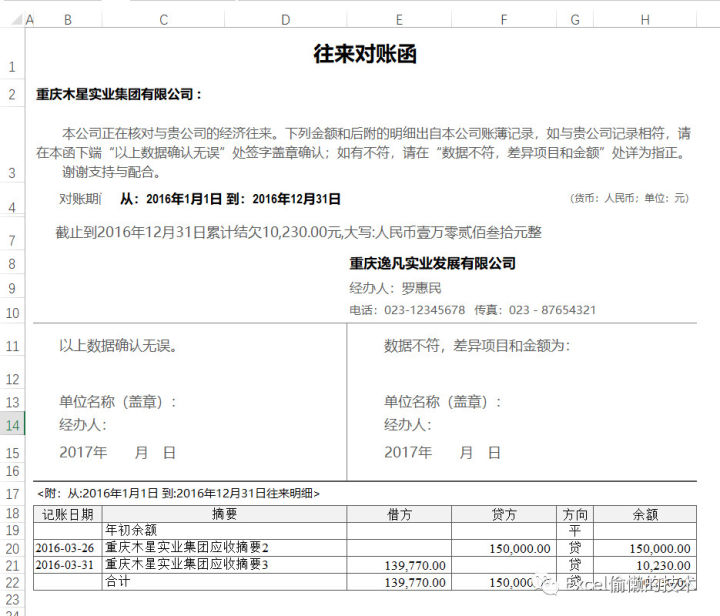 A B C D E F G H
1 往来对账函
2 重庆木星实业集团有限公司：
本公司正在核对与贵公司的经济往来。下列金额和后附的明细出自本公司账薄记录，如与贵公司记录相符，请
3 在本函下端“以上数据确认无误”处签字盖章确认；如有不符，请在“数据不符，差异项目和金额”处详为指正。
谢谢支持与配合。
4 对账期 从：2016年1月1日 到：2016年12月31日 （货币：人民币；单位：元）
7 截止到2016年12月31日累计结欠10,230.00元,大写:人民币壹万零贰佰叁拾元整
8 重庆逸凡实业发展有限公司
9 经办人：罗惠民
10 电话：023-12345678 传真：023 - 87654321
11 以上数据确认无误。 数据不符，差异项目和金额为：
12
13 单位名称（盖章）： 单位名称（盖章）：
14 经办人： 经办人：
15 2017年 月 日 2017年 月 日
16
17 <附：从:2016年1月1日 到:2016年12月31日往来明细>
18 记账日期 摘要 借方 贷方 方向 余额
19 年初余额 平
20 2016-03-26 重庆木星实业集团应收摘要2 150,000.00 贷 150,000.00
21 2016-03-31 重庆木星实业集团应收摘要3 139,770.00 贷 10,230.00
22 合计 139,770.00 贷
Excel偷懒的技术
23